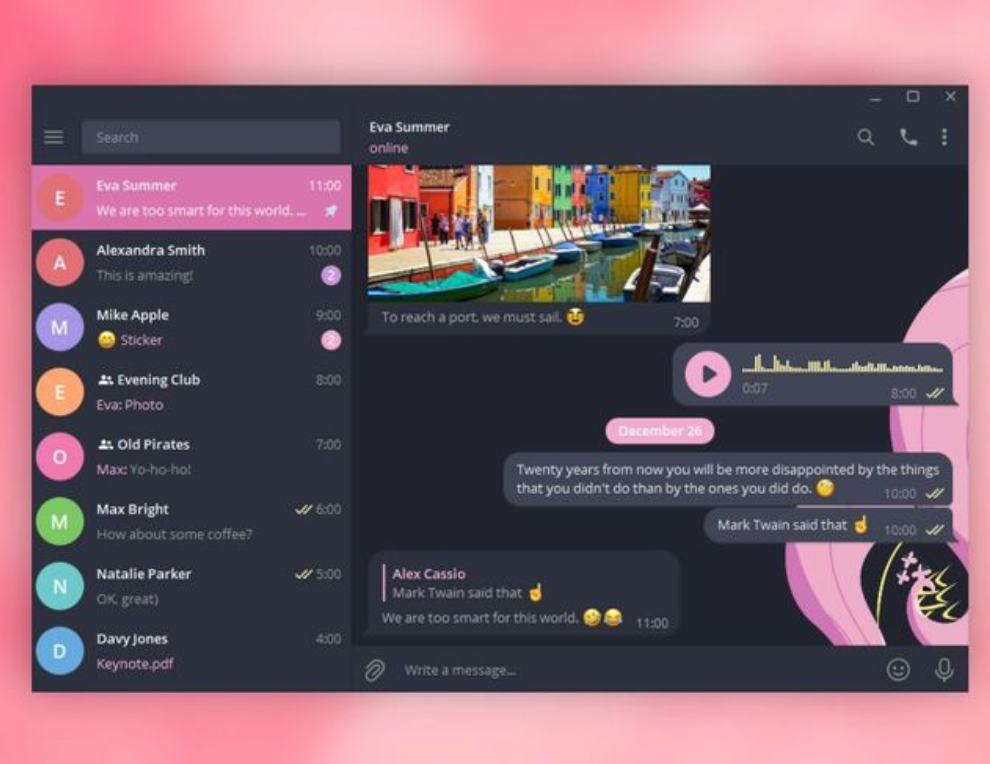 Search
Eva Summer
online
E
Eva Summer 11:00
We are too smart for this world. ...
A
Alexandra Smith 10:00
This is amazing! 2
M
Mike Apple 9:00
Sticker 2
E
Evening Club 8:00
Eva: Photo
O
Old Pirates 7:00
Max: Yo-ho-ho!
M
Max Bright 6:00
How about some coffee?
N
Natalie Parker 5:00
OK, great)
D
Davy Jones 4:00
Keynote.pdf
To reach a port, we must sail. 😆 7:00
0:07 8:00
December 26
Twenty years from now you will be more disappointed by the things
that you didn't do than by the ones you did do. 🧐 10:00
Mark Twain said that ☝ 10:00
Alex Cassio
Mark Twain said that ☝
We are too smart for this world. 🤣😂 11:00
Write a message...